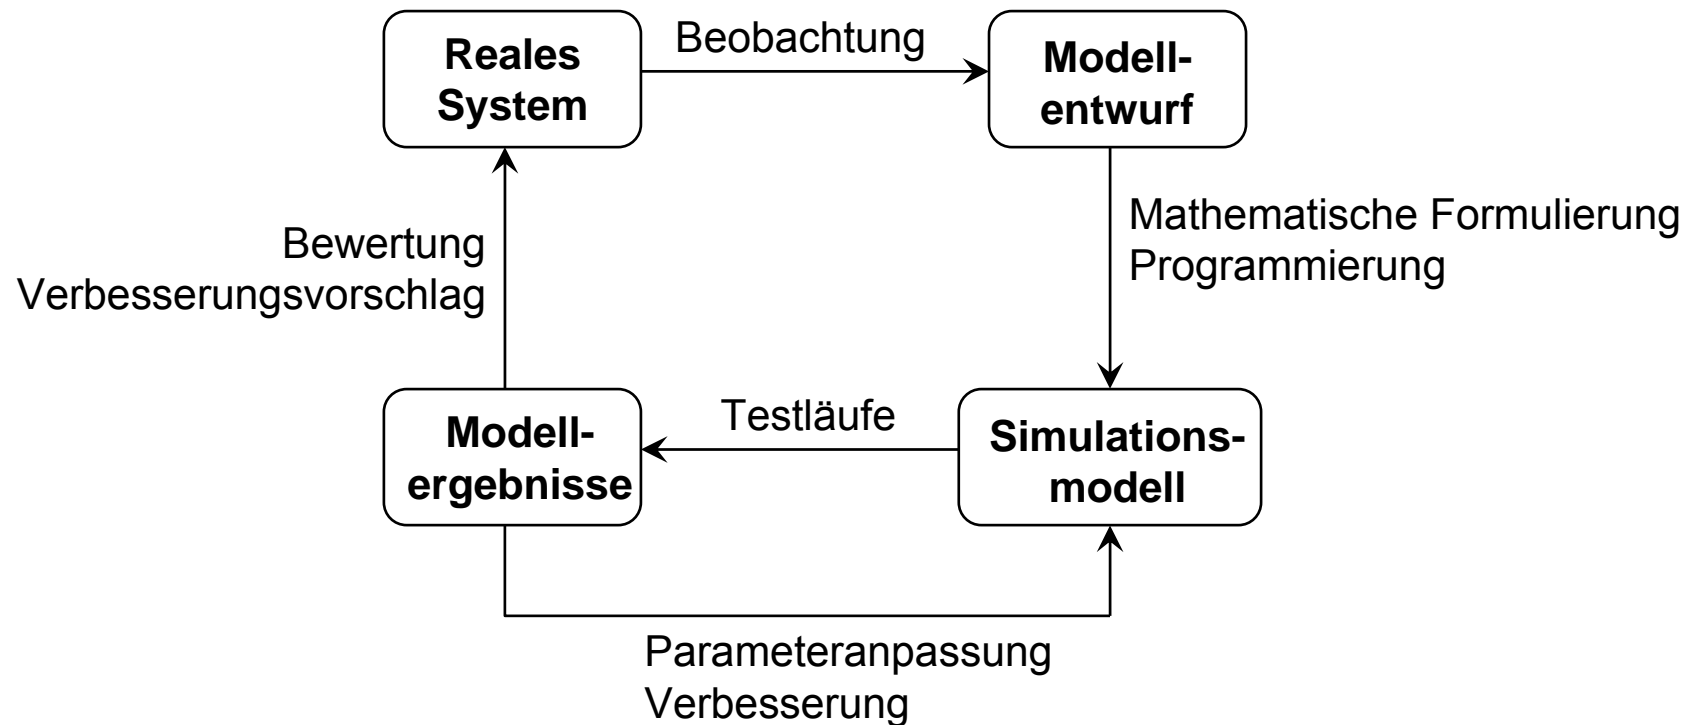 Reales
System
Beobachtung
Modell-
entwurf
Mathematische Formulierung
Programmierung
Bewertung
Verbesserungsvorschlag
Modell-
ergebnisse
Testläufe
Simulations-
modell
Parameteranpassung
Verbesserung